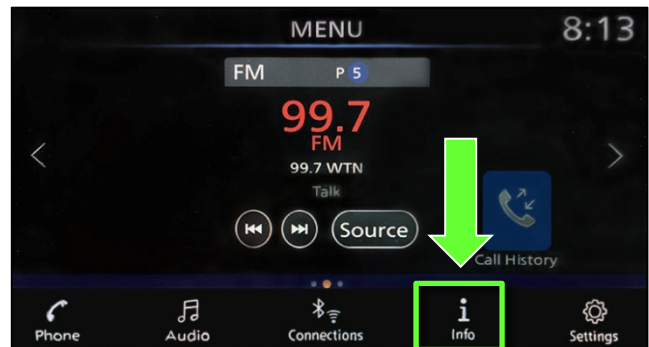 MENU 8:13
FM P 5
99.7
FM
99.7 WTN
Talk
Source
Call History
Phone Audio Connections i Info Settings